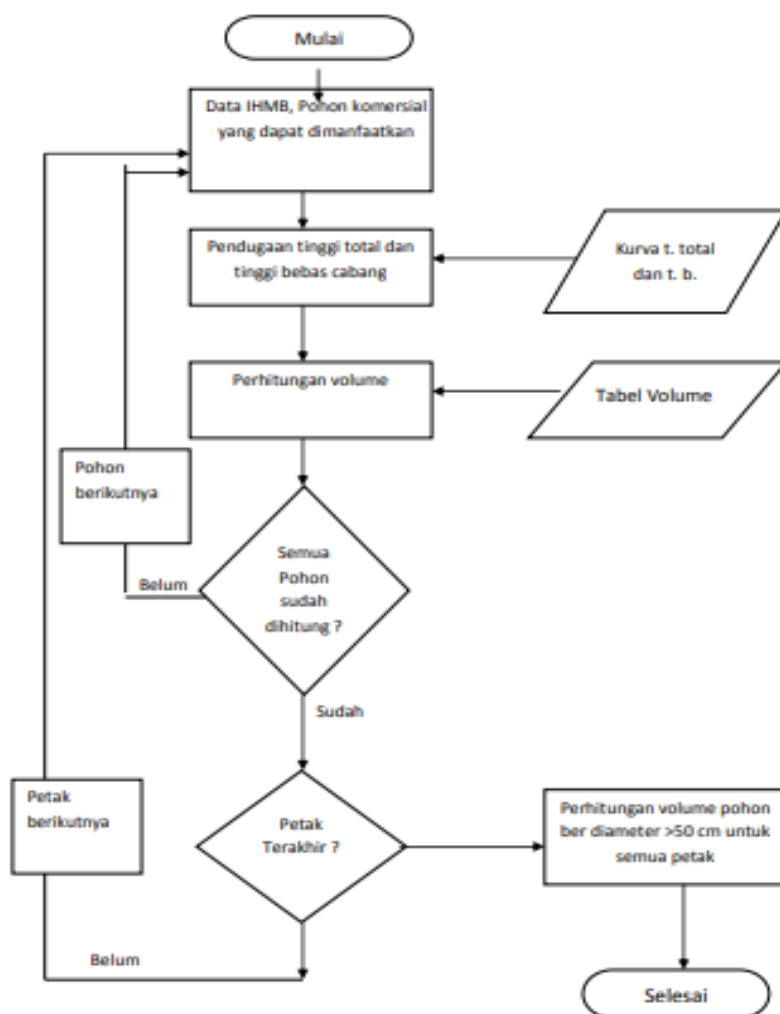 Mulai
Data IHMB, Pohon komersial
yang dapat dimanfaatkan
Pendugaan tinggi total dan
tinggi bebas cabang
Kurva t. total
dan t. b.
Perhitungan volume
Tabel Volume
Pohon
berikutnya
Semua
Pohon
sudah
dihitung ?
Belum
Sudah
Petak
berikutnya
Petak
Terakhir ?
Perhitungan volume pohon
ber diameter >50 cm untuk
semua petak
Belum
Selesai